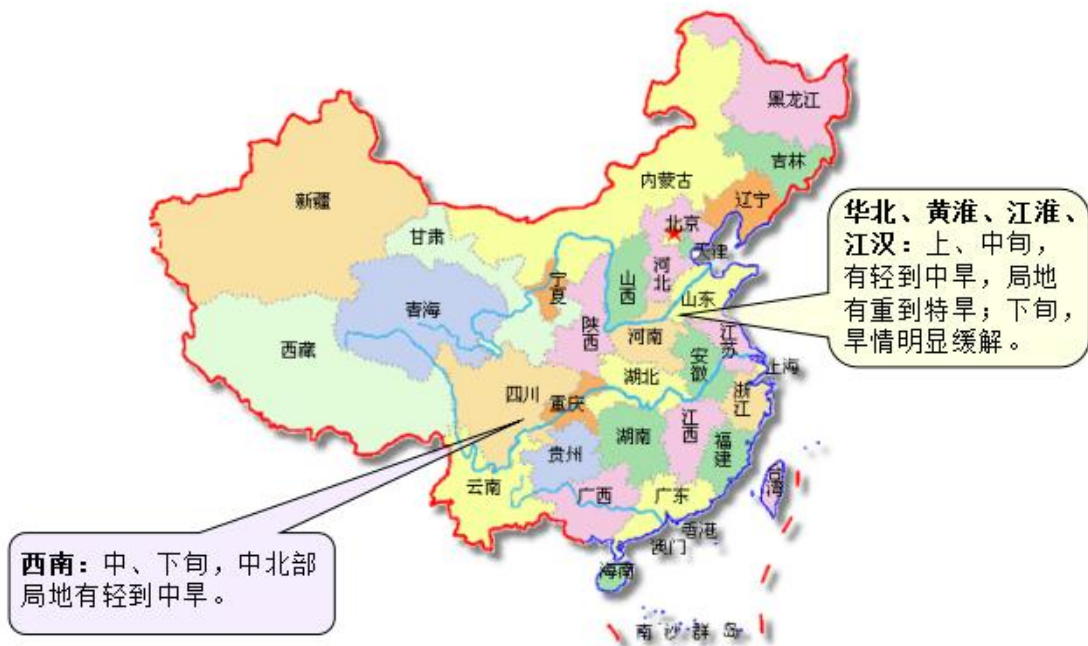 黑龙江
吉林
内蒙古
辽宁
新疆
北京
甘肃
天津
河北
山西
宁夏
山东
青海
陕西
河南
江苏
西藏
安徽
上海
四川
湖北
重庆
浙江
江西
湖南
福建
贵州
台湾
云南
广西
广东
香港
澳门
海南
南沙群岛
华北、黄淮、江淮、
江汉：上、中旬，
有轻到中旱，局地
有重到特旱；下旬，
旱情明显缓解。
西南：中、下旬，中北部
局地有轻到中旱。